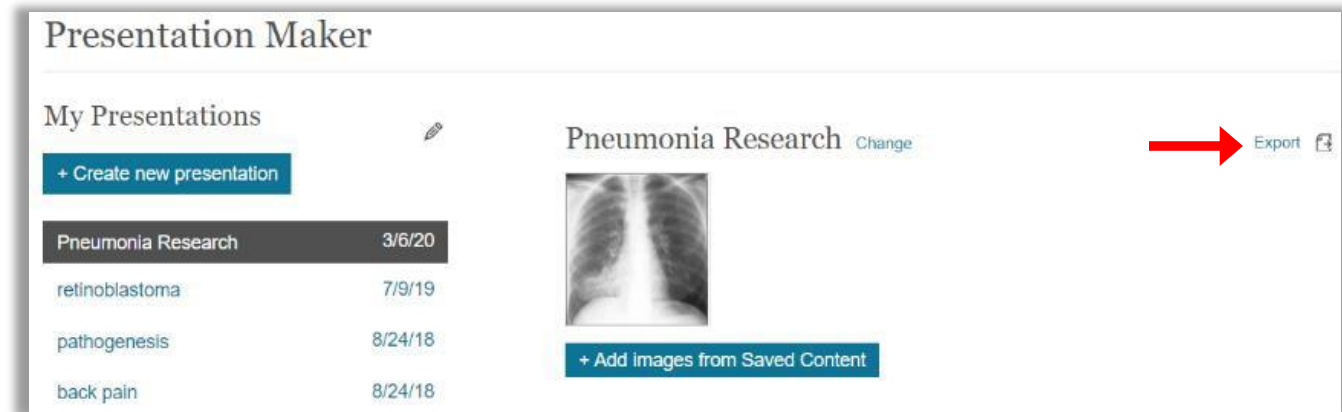 Presentation Maker
My Presentations
+ Create new presentation
Pneumonia Research 3/6/20
retinoblastoma 7/9/19
pathogenesis 8/24/18
back pain 8/24/18
Pneumonia Research Change
Export
+ Add images from Saved Content